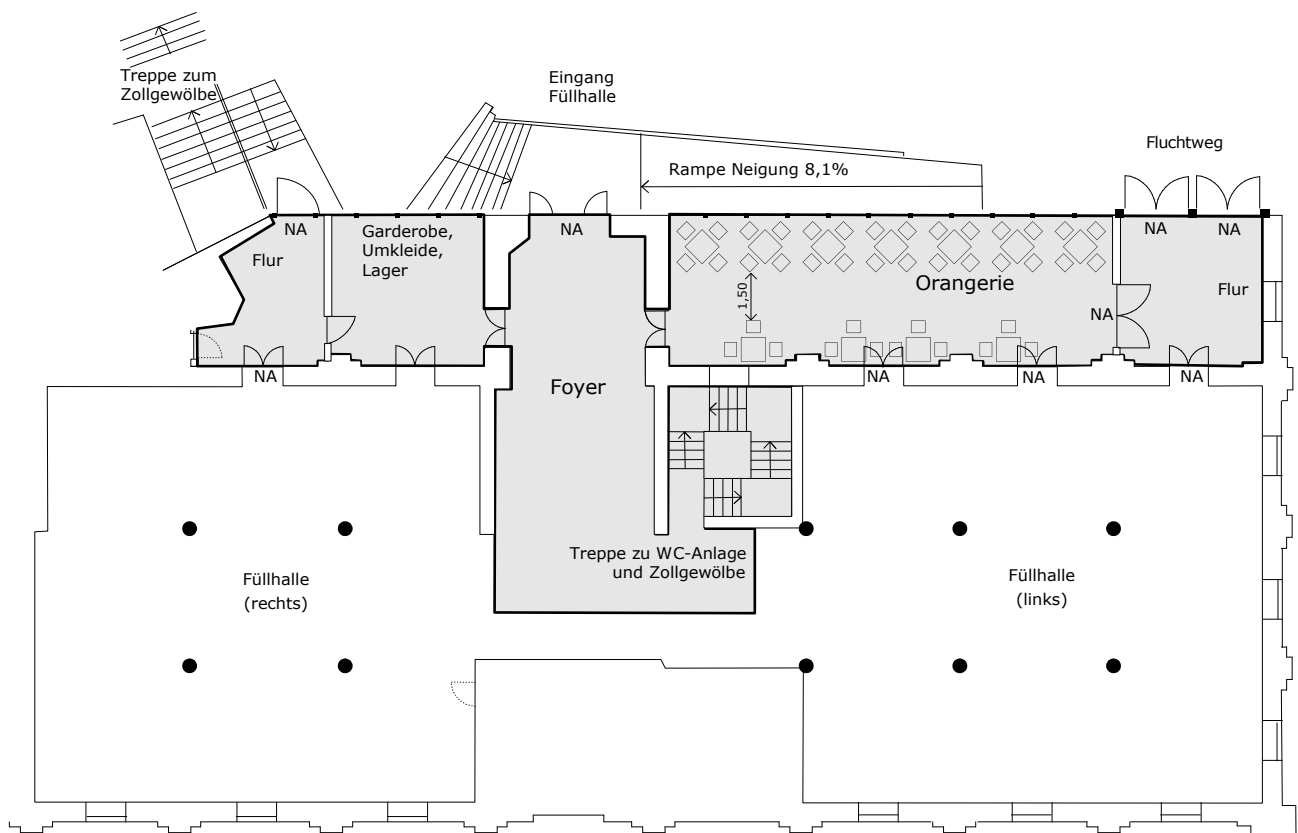 Treppe zum
Zollgewölbe
Eingang
Füllhalle
Fluchtweg
Rampe Neigung 8,1%
NA
Garderobe,
Umkleide,
Lager
NA
NA
NA
Flur
Orangerie
Flur
1,50
NA
NA
Foyer
NA
NA
NA
Treppe zu WC-Anlage
und Zollgewölbe
Füllhalle
(rechts)
Füllhalle
(links)